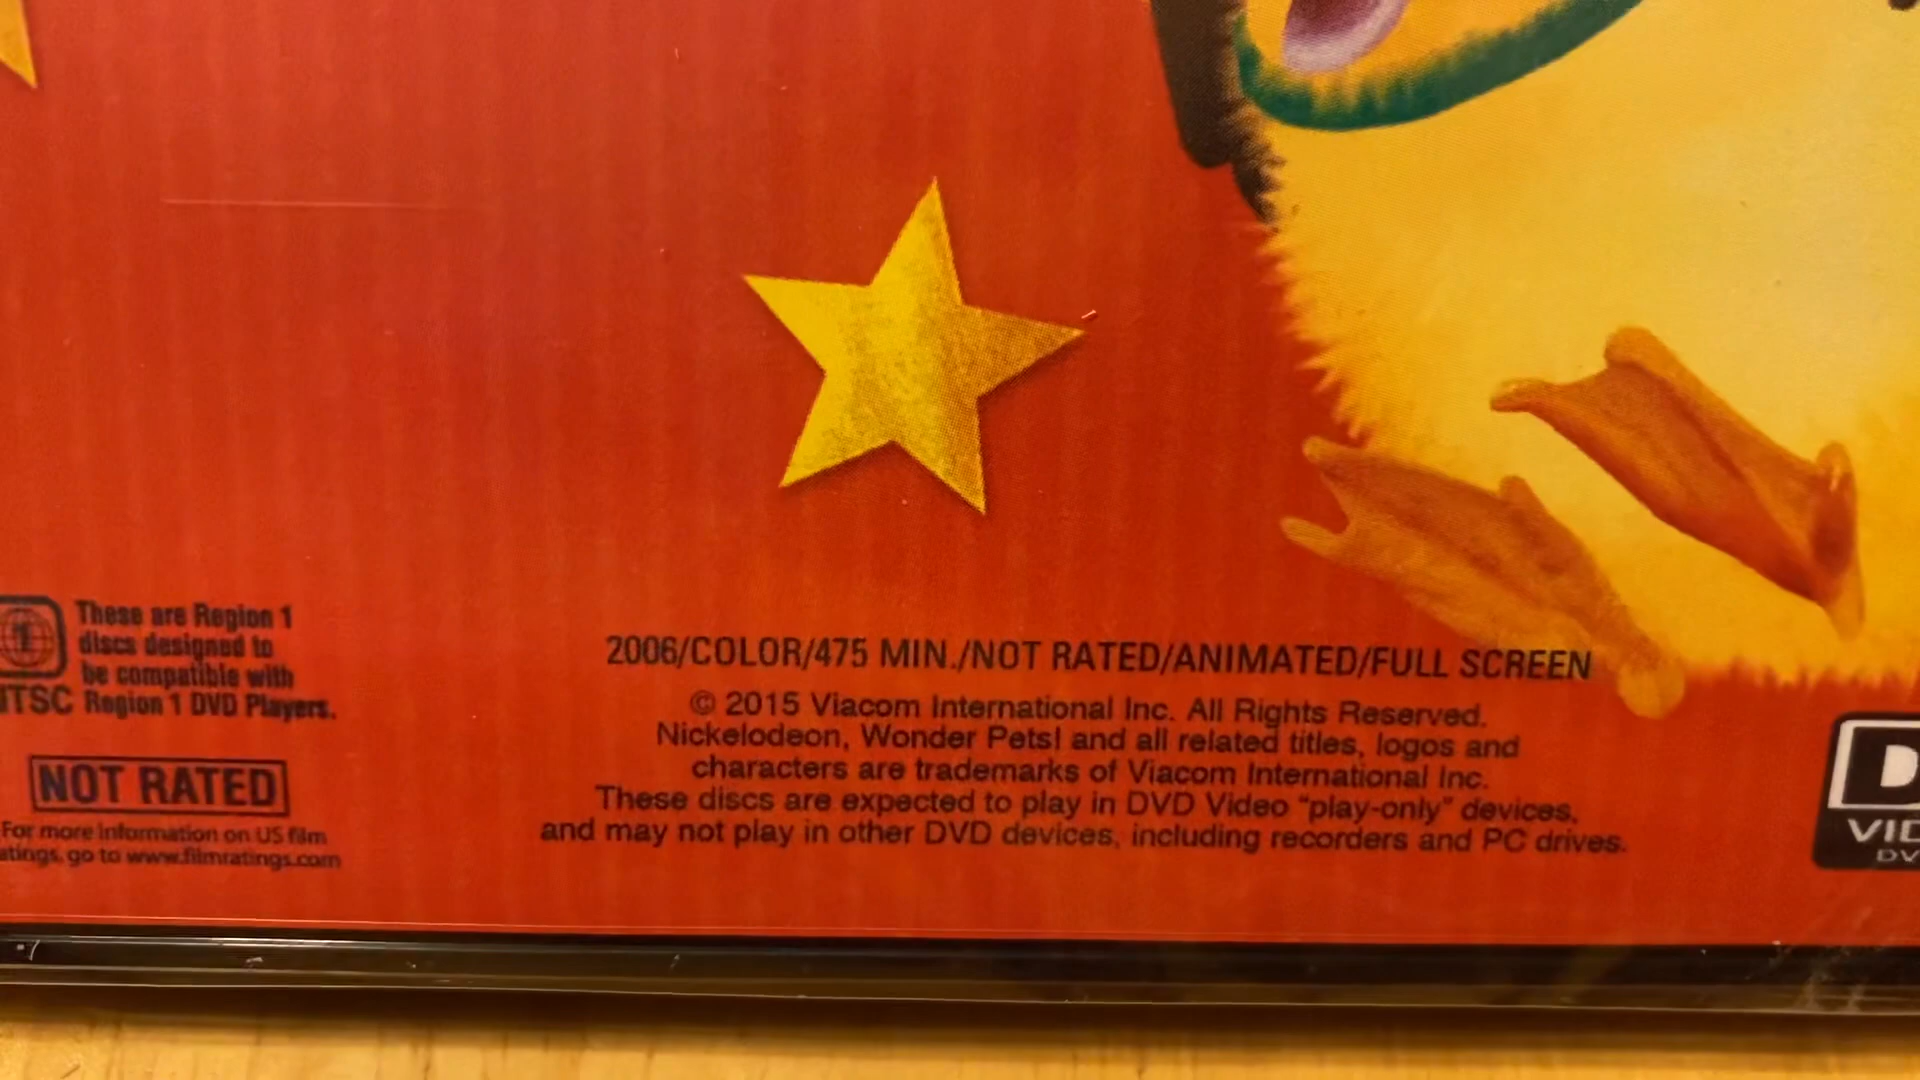 1
These are Region 1
discs designed to
be compatible with
NTSC Region 1 DVD Players.
NOT RATED
For more information on US film
ratings, go to www.filmratings.com
2006/COLOR/475 MIN./NOT RATED/ANIMATED/FULL SCREEN
© 2015 Viacom International Inc. All Rights Reserved.
Nickelodeon, Wonder Pets! and all related titles, logos and
characters are trademarks of Viacom International Inc.
These discs are expected to play in DVD Video “play-only” devices,
and may not play in other DVD devices, including recorders and PC drives.